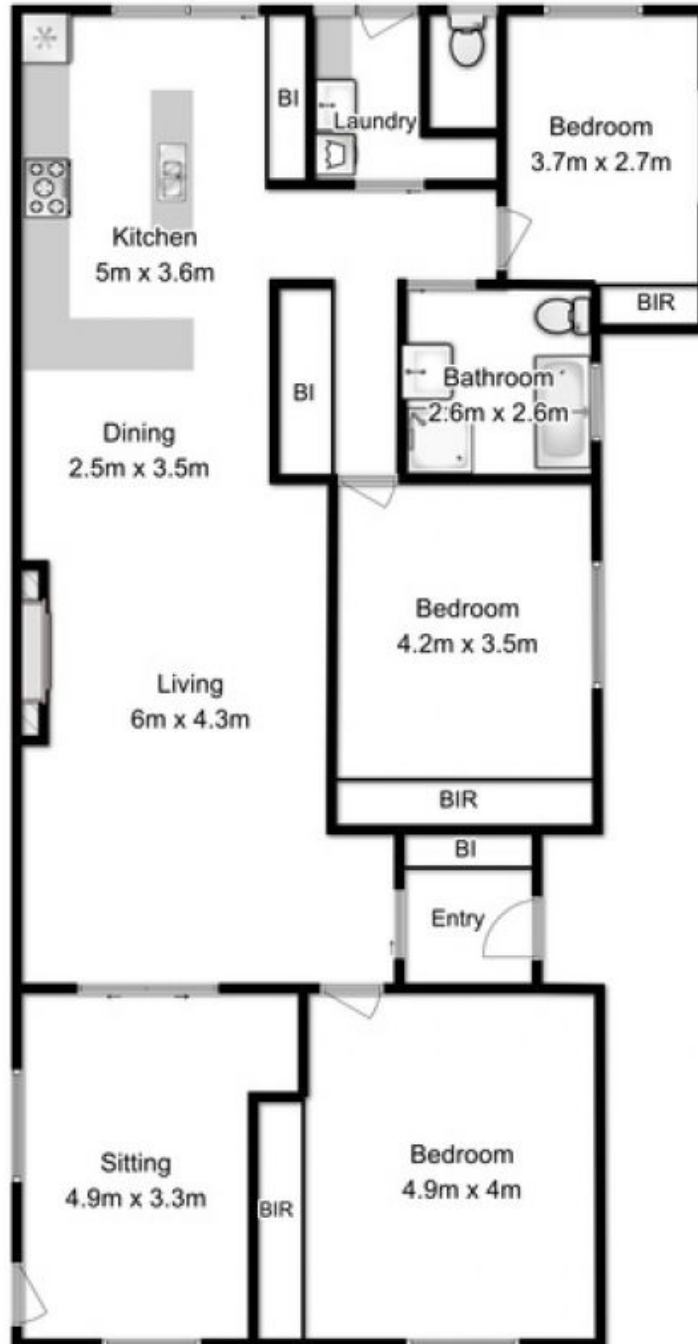 BI
Laundry
Bedroom
3.7m x 2.7m
Kitchen
5m x 3.6m
BIR
BI
Bathroom
2.6m x 2.6m
Dining
2.5m x 3.5m
Bedroom
4.2m x 3.5m
Living
6m x 4.3m
BIR
BI
Entry
Sitting
4.9m x 3.3m
BIR
Bedroom
4.9m x 4m